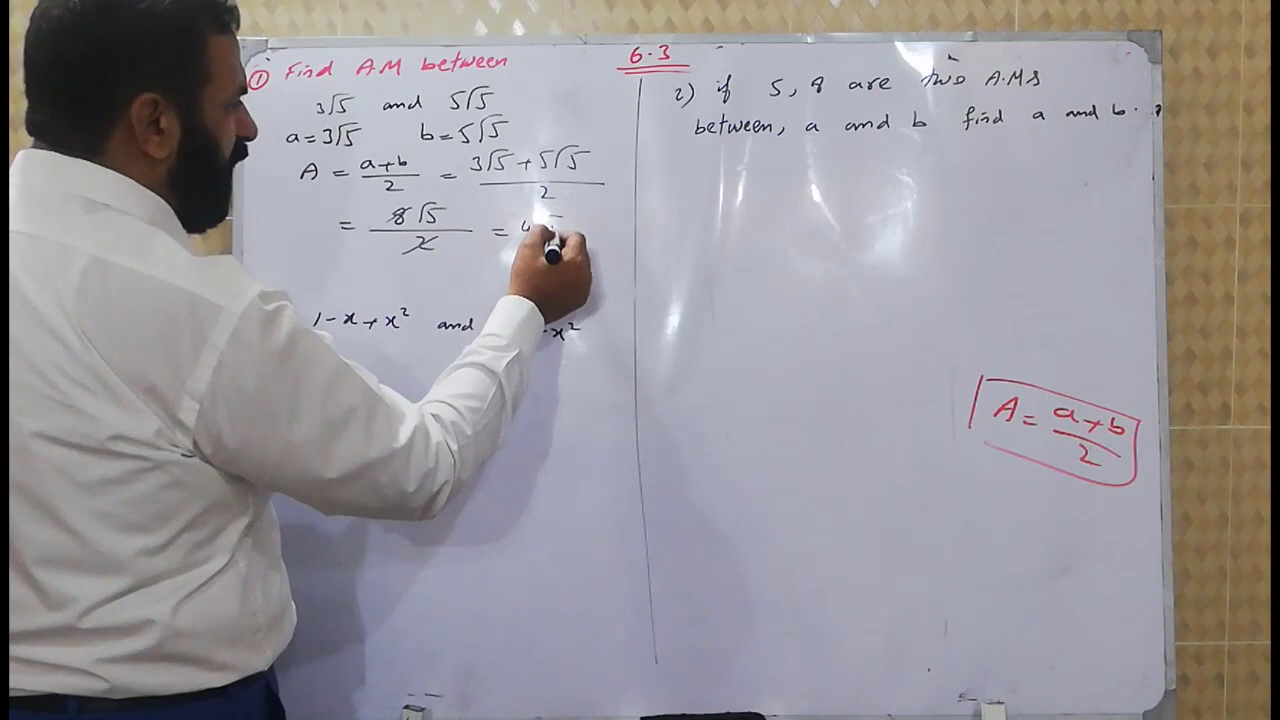 6.3
① Find A.M between
3√5 and 5√5
a=3√5 b=5√5
A = a+b/2 = 3√5+5√5/2
= 8√5/2 = 4
1-x+x² and x²
2) if 5, 8 are two A.Ms
between, a and b find a and b.?
A = a+b/2